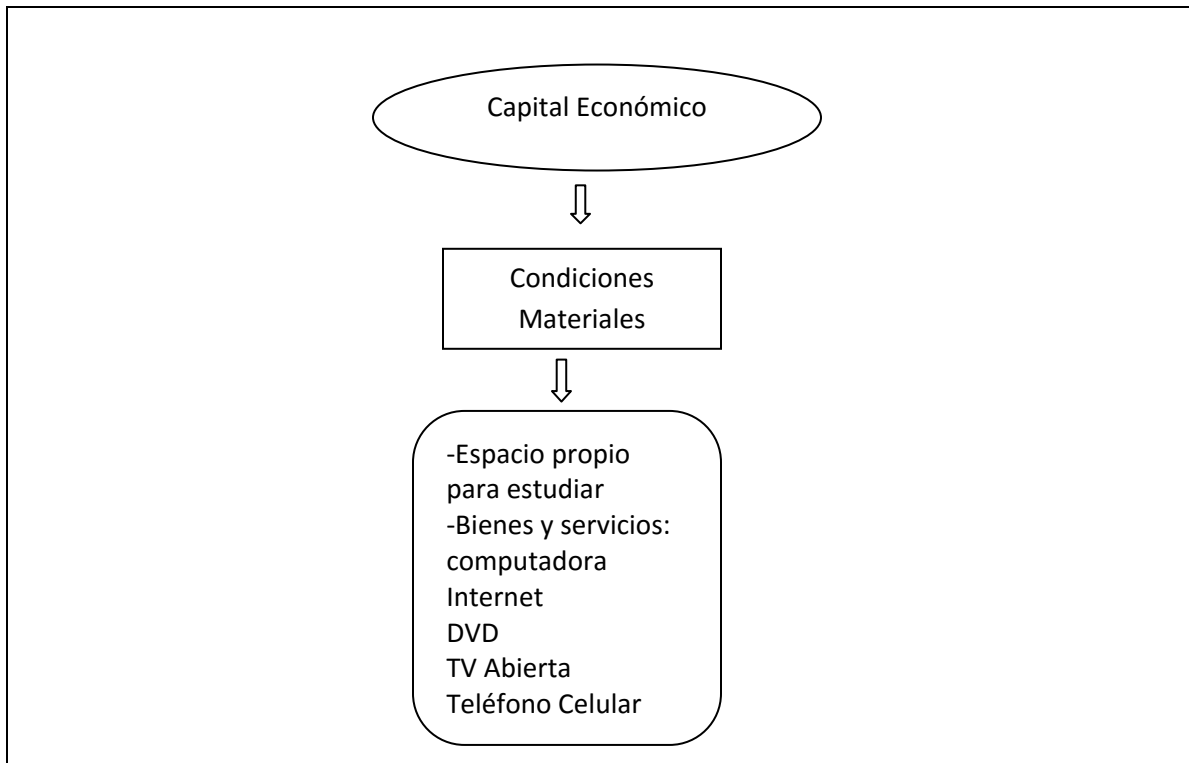 Capital Económico
Condiciones
Materiales
-Espacio propio
para estudiar
-Bienes y servicios:
computadora
Internet
DVD
TV Abierta
Teléfono Celular